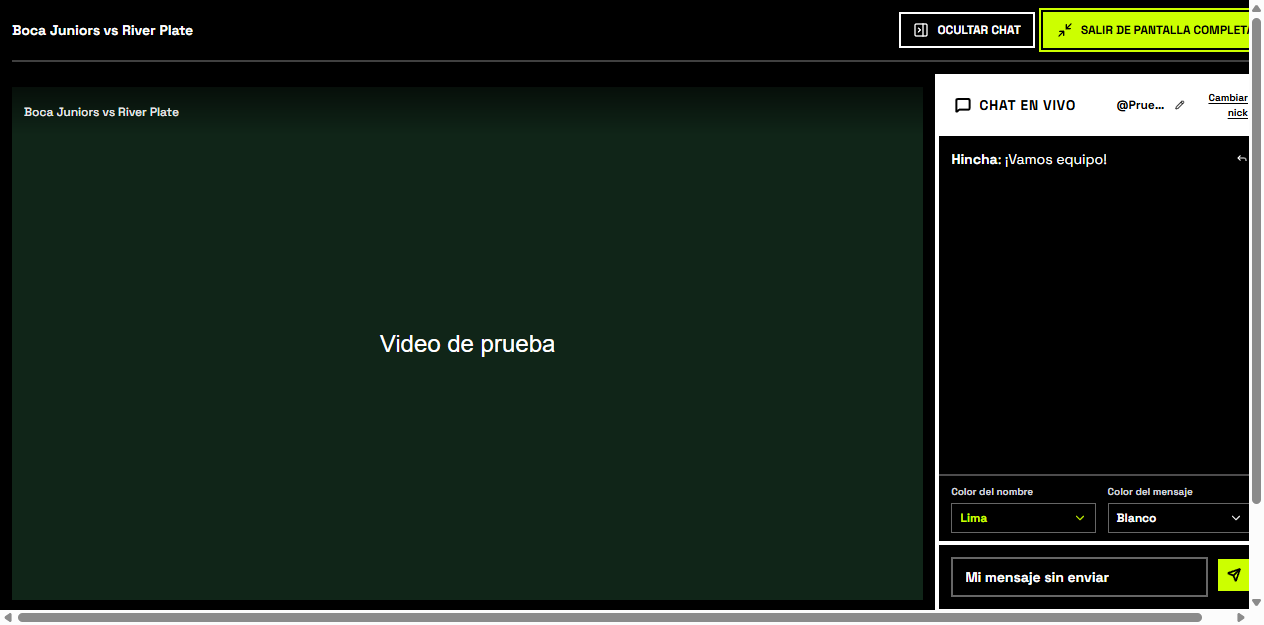 Boca Juniors vs River Plate
OCULTAR CHAT
SALIR DE PANTALLA COMPLETA
Boca Juniors vs River Plate
Video de prueba
CHAT EN VIVO
@Prue...
Cambiar
nick
Hincha: ¡Vamos equipo!
Color del nombre
Color del mensaje
Lima
Blanco
Mi mensaje sin enviar